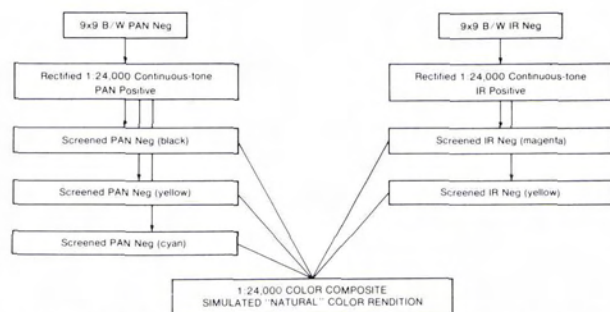 9x9 B/W PAN Neg
Rectified 1:24,000 Continuous-tone
PAN Positive
Screened PAN Neg (black)
Screened PAN Neg (yellow)
Screened PAN Neg (cyan)
9x9 B/W IR Neg
Rectified 1:24,000 Continuous-tone
IR Positive
Screened IR Neg (magenta)
Screened IR Neg (yellow)
1:24,000 COLOR COMPOSITE
SIMULATED "NATURAL" COLOR RENDITION